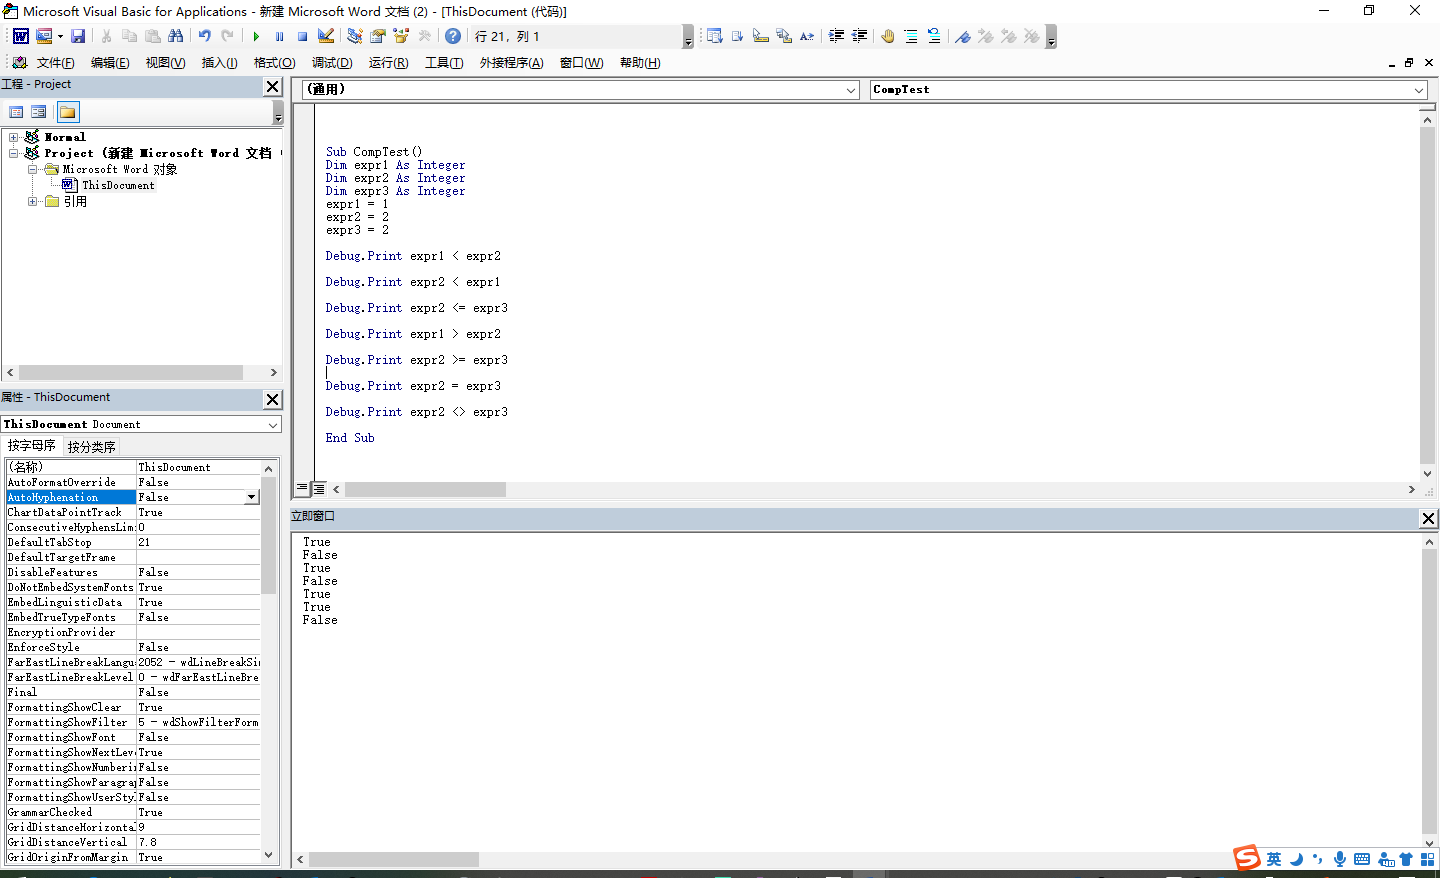 Microsoft Visual Basic for Applications - 新建 Microsoft Word 文档 (2) - [ThisDocument (代码)]
行 21，列 1
文件(F) 编辑(E) 视图(V) 插入(I) 格式(O) 调试(D) 运行(R) 工具(T) 外接程序(A) 窗口(W) 帮助(H)
工程 - Project
Normal
Project (新建 Microsoft Word 文档
Microsoft Word 对象
ThisDocument
引用
属性 - ThisDocument
ThisDocument Document
按字母序 按分类序
(名称) ThisDocument
AutoFormatOverride False
AutoHyphenation False
ChartDataPointTrack True
ConsecutiveHyphensLim 0
DefaultTabStop 21
DefaultTargetFrame
DisableFeatures False
DoNotEmbedSystemFonts True
EmbedLinguisticData True
EmbedTrueTypeFonts False
EncryptionProvider
EnforceStyle False
FarEastLineBreakLangu 2052 - wdLineBreakSi
FarEastLineBreakLevel 0 - wdFarEastLineBre
Final False
FormattingShowClear True
FormattingShowFilter 5 - wdShowFilterForm
FormattingShowFont False
FormattingShowNextLev True
FormattingShowNumberi False
FormattingShowParagra False
FormattingShowUserSty False
GrammarChecked True
GridDistanceHorizonta 9
GridDistanceVertical 7.8
GridOriginFromMargin True
(通用) CompTest
Sub CompTest()
Dim expr1 As Integer
Dim expr2 As Integer
Dim expr3 As Integer
expr1 = 1
expr2 = 2
expr3 = 2
Debug.Print expr1 < expr2
Debug.Print expr2 < expr1
Debug.Print expr2 <= expr3
Debug.Print expr1 > expr2
Debug.Print expr2 >= expr3
Debug.Print expr2 = expr3
Debug.Print expr2 <> expr3
End Sub
立即窗口
True
False
True
False
True
True
False
英